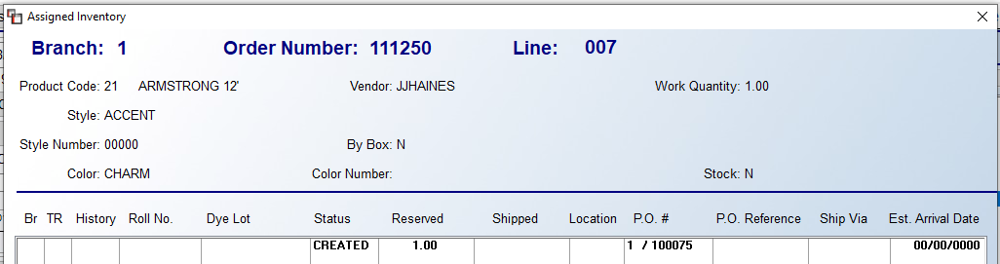 Assigned Inventory
Branch: 1 Order Number: 111250 Line: 007
Product Code: 21 ARMSTRONG 12' Vendor: JJHAINES Work Quantity: 1.00
Style: ACCENT
Style Number: 00000 By Box: N
Color: CHARM Color Number: Stock: N
Br TR History Roll No. Dye Lot Status Reserved Shipped Location P.O. # P.O. Reference Ship Via Est. Arrival Date
CREATED 1.00 1 / 100075 00/00/0000